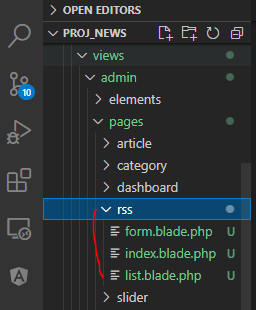 OPEN EDITORS
PROJ_NEWS
views
admin
elements
pages
10
article
category
dashboard
rss
form.blade.php U
index.blade.php U
list.blade.php U
slider